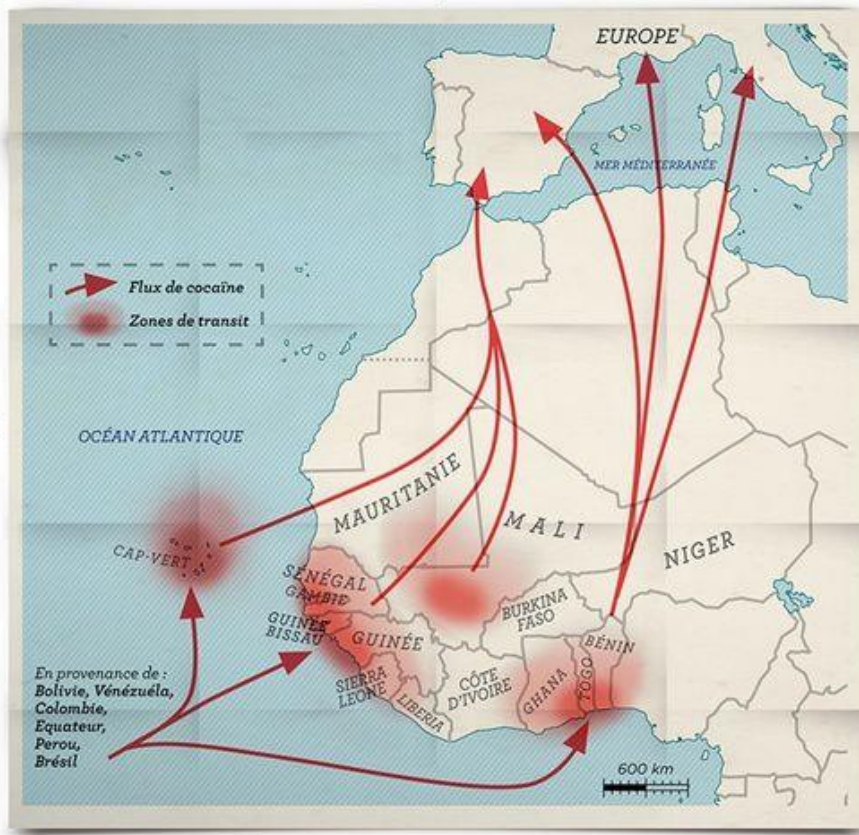 EUROPE
MER MÉDITERRANÉE
Flux de cocaïne
Zones de transit
OCÉAN ATLANTIQUE
MAURITANIE
MALI
NIGER
CAP-VERT
SÉNÉGAL
GAMBIE
BURKINA
FASO
GUINÉE
BISSAU
GUINÉE
BÉNIN
SIERRA
LEONE
LIBERIA
CÔTE
D'IVOIRE
GHANA
TOGO
En provenance de :
Bolivie, Vénézuéla,
Colombie,
Equateur,
Perou,
Brésil
600 km